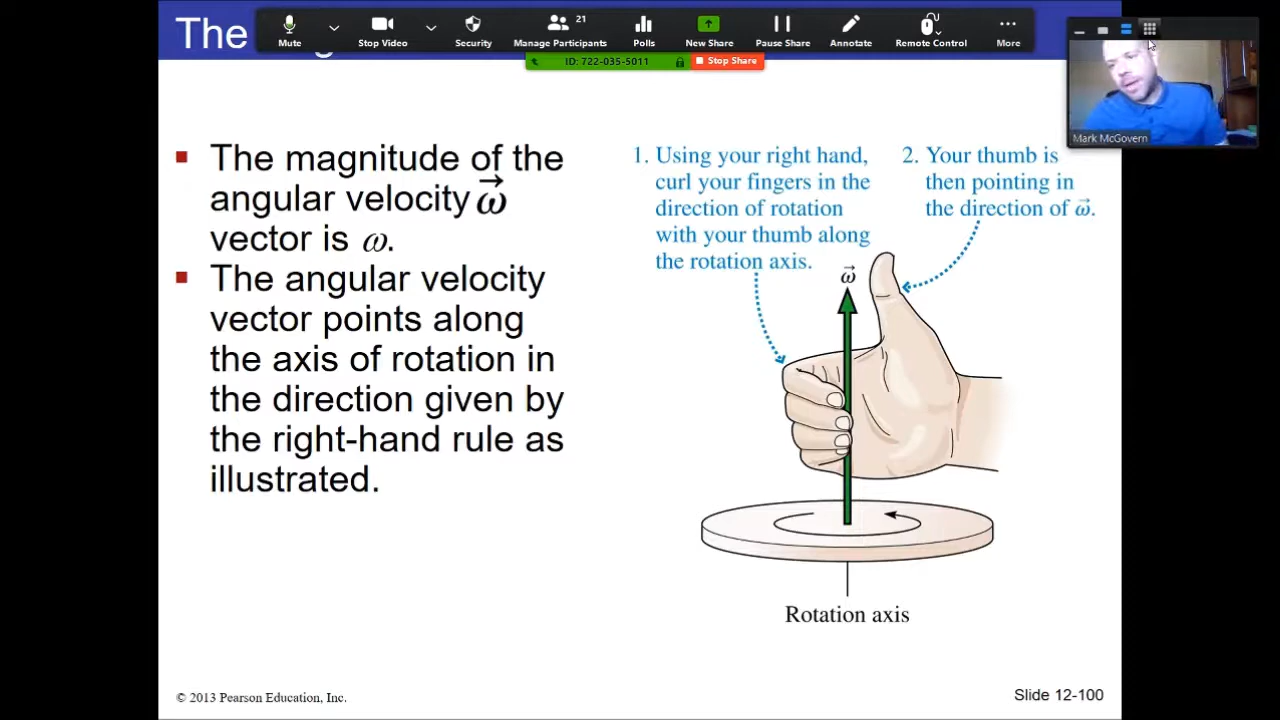 The
Mute
Stop Video
Security
21
Manage Participants
Polls
New Share
Pause Share
Annotate
Remote Control
More
ID: 722-035-5011
Stop Share
Mark McGovern
▪ The magnitude of the
angular velocity ω⃗
vector is ω.
▪ The angular velocity
vector points along
the axis of rotation in
the direction given by
the right-hand rule as
illustrated.
1. Using your right hand,
curl your fingers in the
direction of rotation
with your thumb along
the rotation axis.
2. Your thumb is
then pointing in
the direction of ω⃗.
ω⃗
Rotation axis
© 2013 Pearson Education, Inc.
Slide 12-100